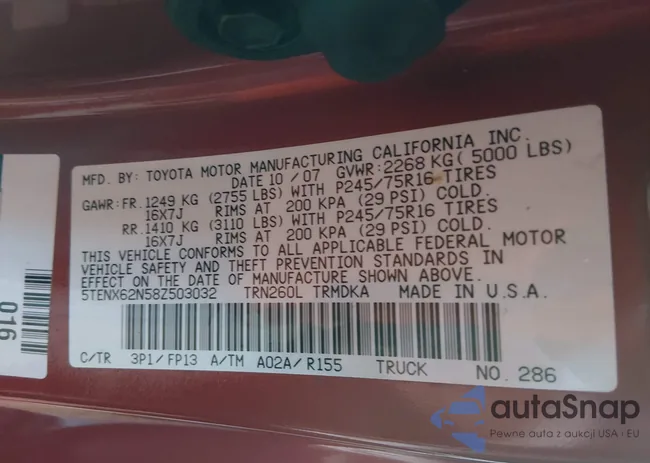 MFD. BY: TOYOTA MOTOR MANUFACTURING CALIFORNIA INC.
DATE 10 /07 GVWR:2268 KG( 5000 LBS)
GAWR:FR.1249 KG (2755 LBS) WITH P245/75R16 TIRES
16X7J RIMS AT 200 KPA (29 PSI) COLD.
RR.1410 KG (3110 LBS) WITH P245/75R16 TIRES
16X7J RIMS AT 200 KPA (29 PSI) COLD.
THIS VEHICLE CONFORMS TO ALL APPLICABLE FEDERAL MOTOR
VEHICLE SAFETY AND THEFT PREVENTION STANDARDS IN
EFFECT ON THE DATE OF MANUFACTURE SHOWN ABOVE.
5TENX62N58Z503032 TRN260L TRMDKA MADE IN U.S.A
C/TR 3P1/FP13 A/TM A02A/R155 TRUCK NO. 286
016
autaSnap
Pewne auta z aukcji USA i EU